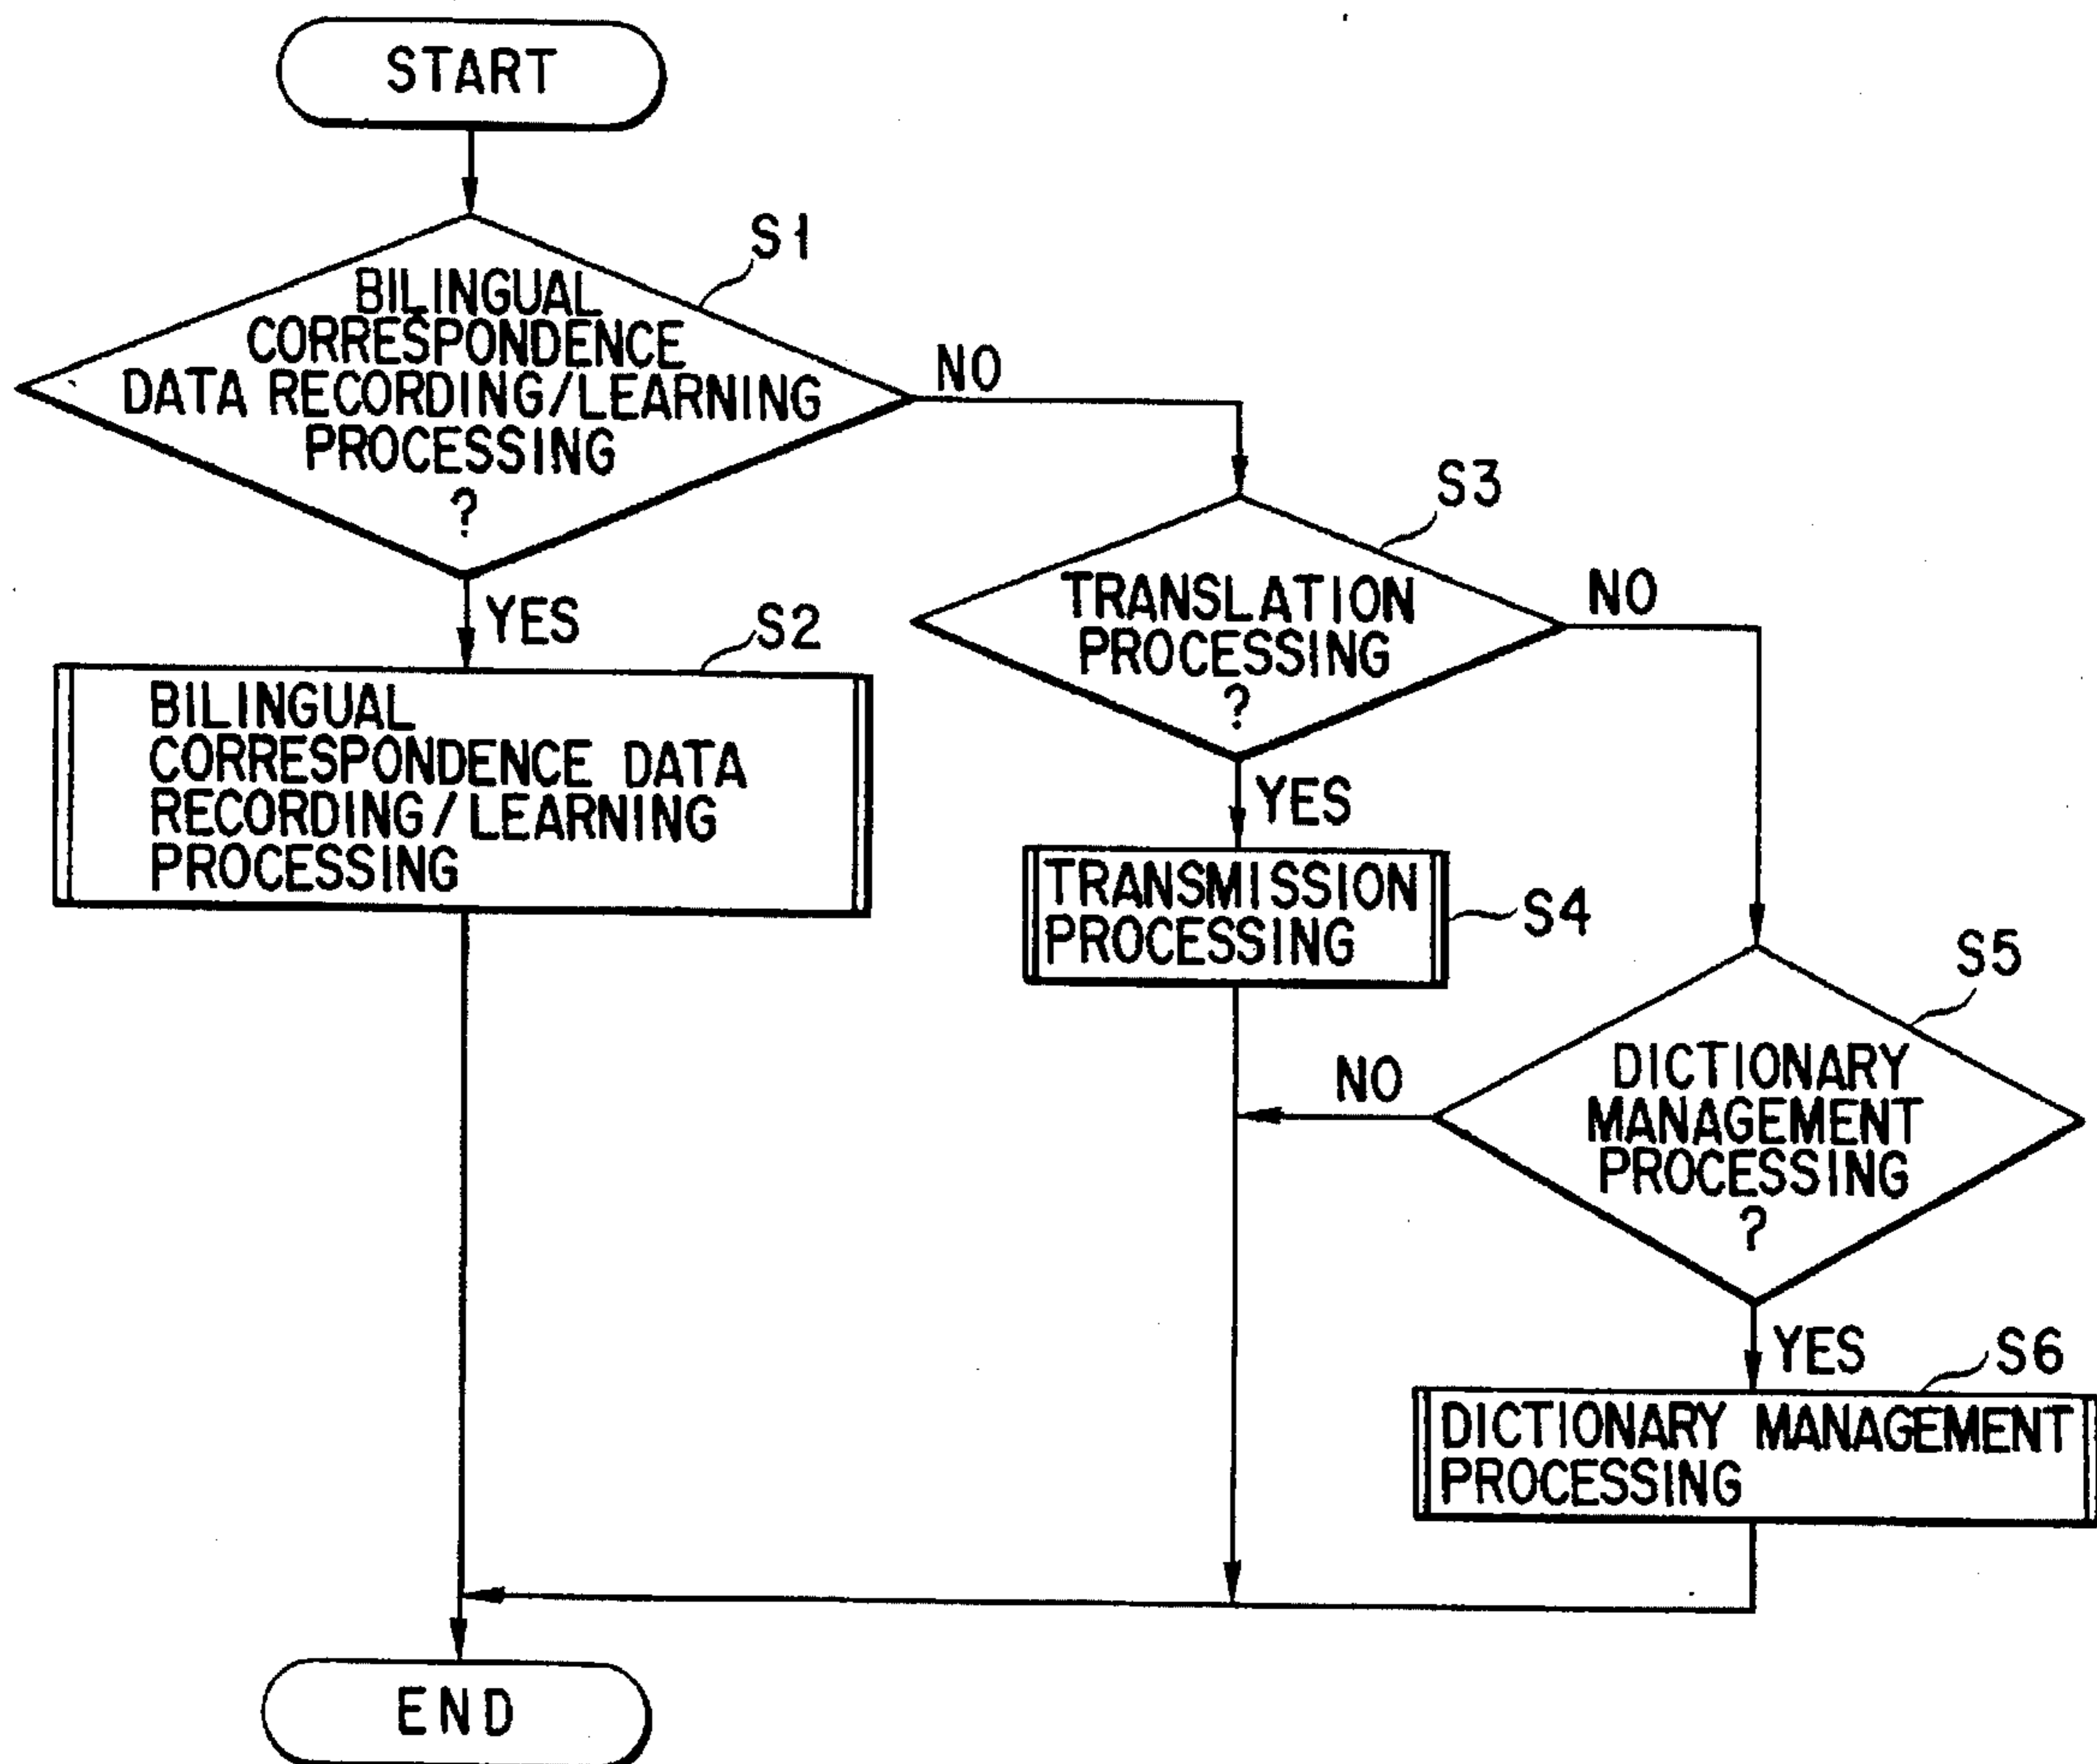 START
S1
BILINGUAL
CORRESPONDENCE
DATA RECORDING/LEARNING
PROCESSING
?
NO
YES
S2
BILINGUAL
CORRESPONDENCE DATA
RECORDING/LEARNING
PROCESSING
S3
TRANSLATION
PROCESSING
?
NO
YES
TRANSMISSION
PROCESSING
S4
S5
DICTIONARY
MANAGEMENT
PROCESSING
?
NO
YES
S6
DICTIONARY MANAGEMENT
PROCESSING
END